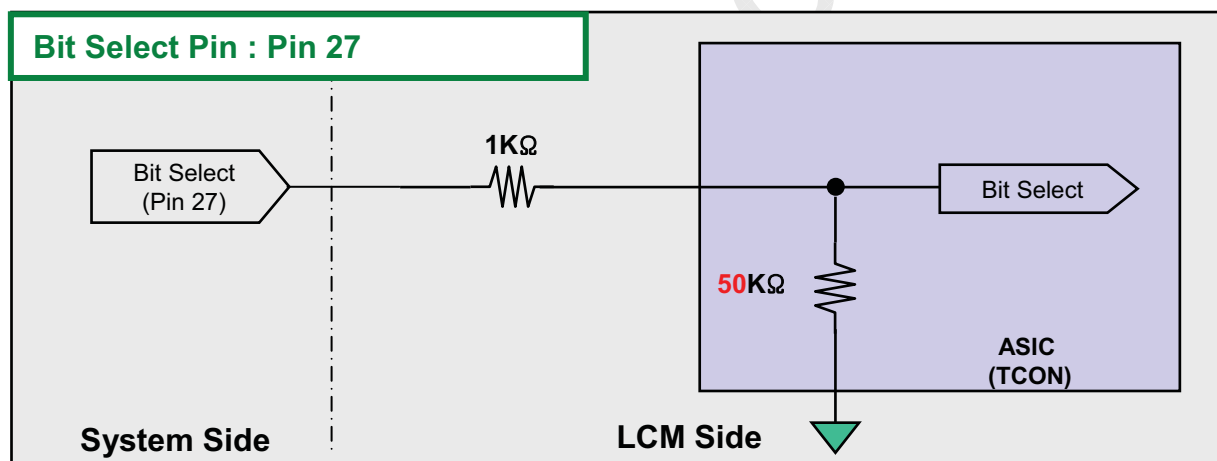 Bit Select Pin : Pin 27
1KΩ
Bit Select
(Pin 27)
Bit Select
50KΩ
ASIC
(TCON)
System Side
LCM Side